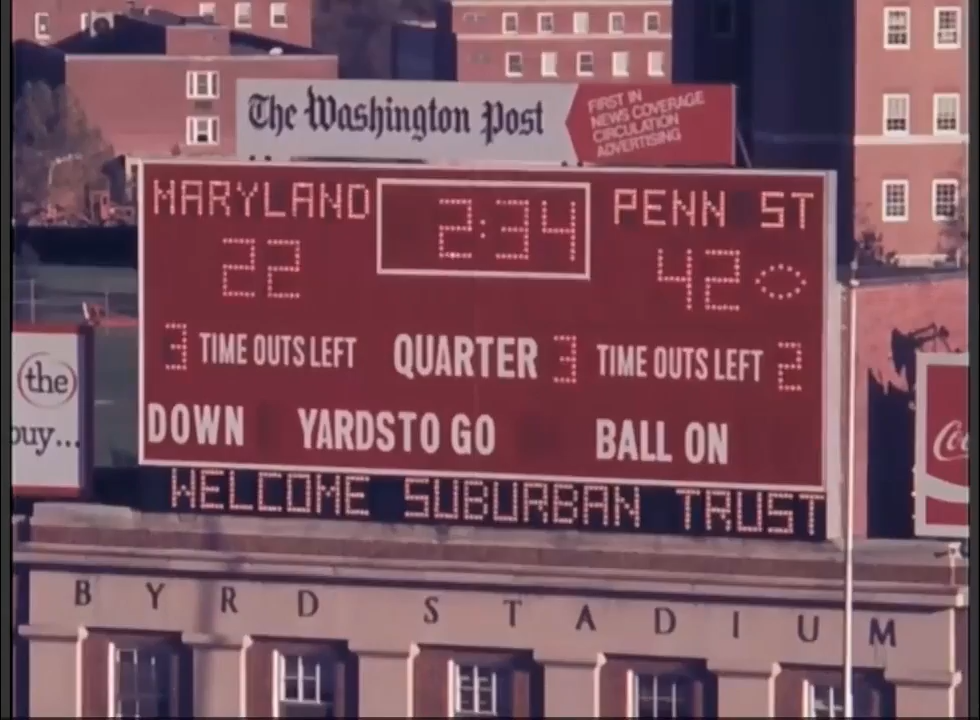 The Washington Post
FIRST IN
NEWS COVERAGE
CIRCULATION
ADVERTISING
MARYLAND 2:34 PENN ST
22 42
3 TIME OUTS LEFT QUARTER 3 TIME OUTS LEFT 2
DOWN YARDS TO GO BALL ON
WELCOME SUBURBAN TRUST
the
buy...
BYRD STADIUM